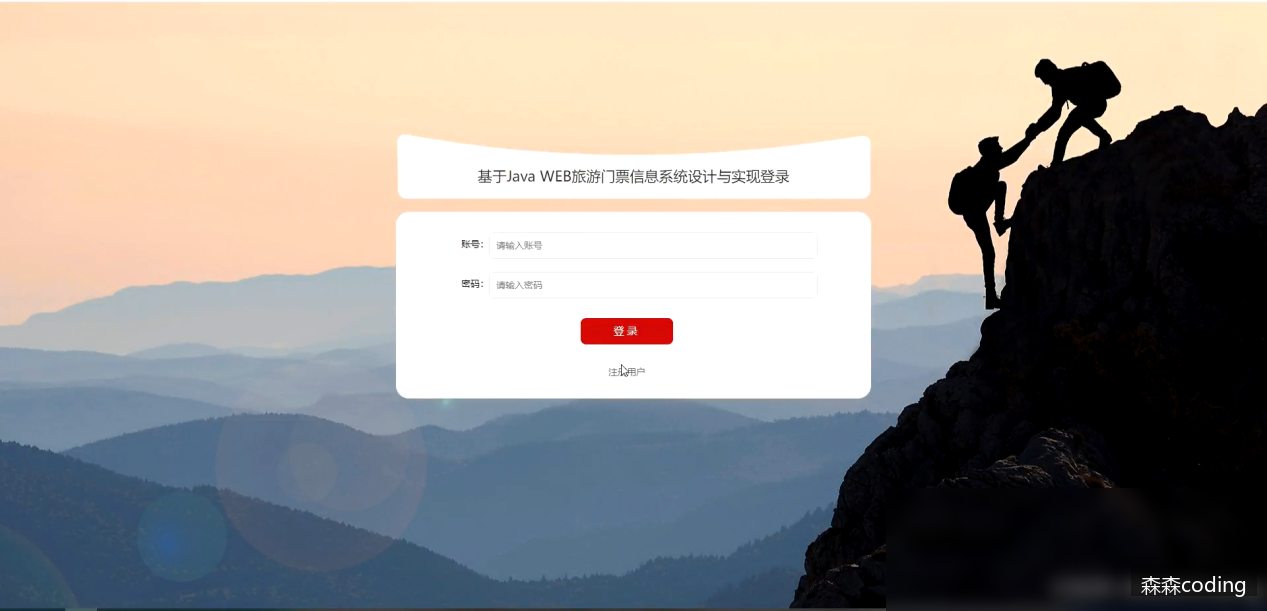 基于Java WEB旅游门票信息系统设计与实现登录
账号：
请输入账号
密码：
请输入密码
登 录
注册用户
森森coding